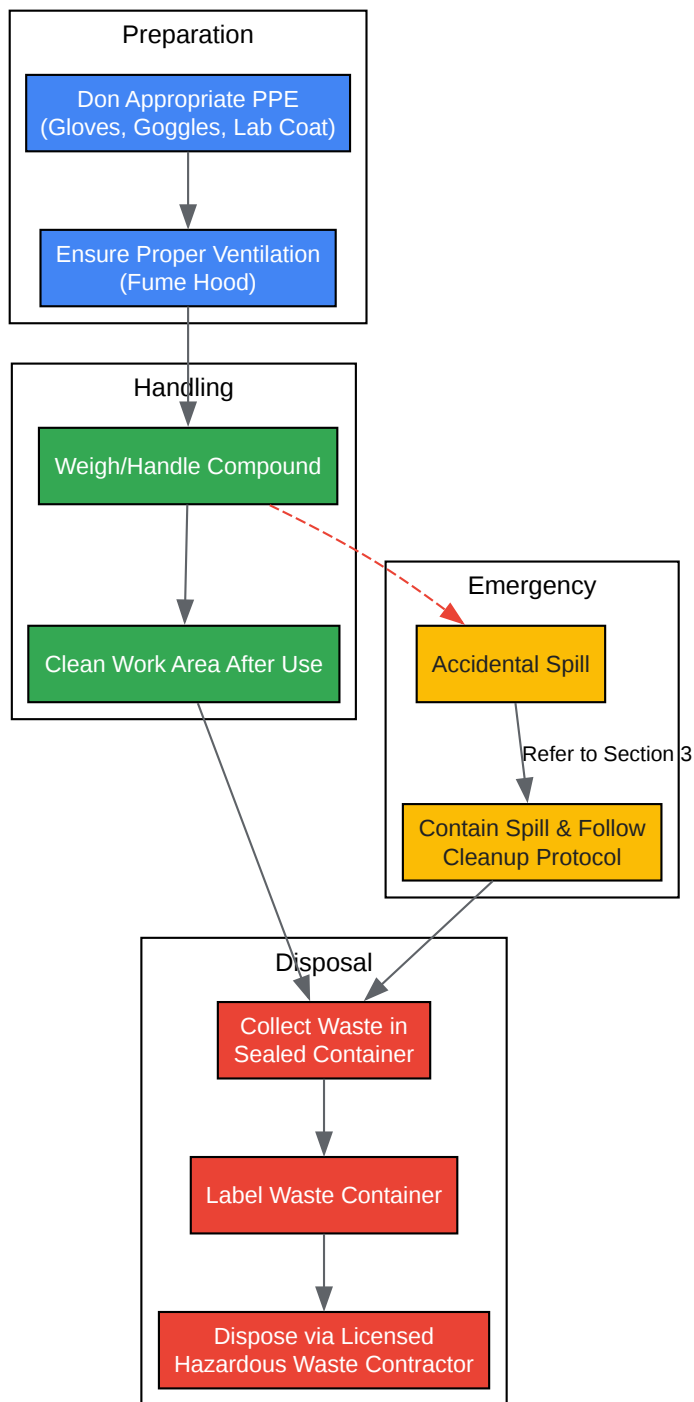 Preparation
Don Appropriate PPE
(Gloves, Goggles, Lab Coat)
Ensure Proper Ventilation
(Fume Hood)
Handling
Weigh/Handle Compound
Clean Work Area After Use
Emergency
Accidental Spill
Refer to Section 3
Contain Spill & Follow
Cleanup Protocol
Disposal
Collect Waste in
Sealed Container
Label Waste Container
Dispose via Licensed
Hazardous Waste Contractor